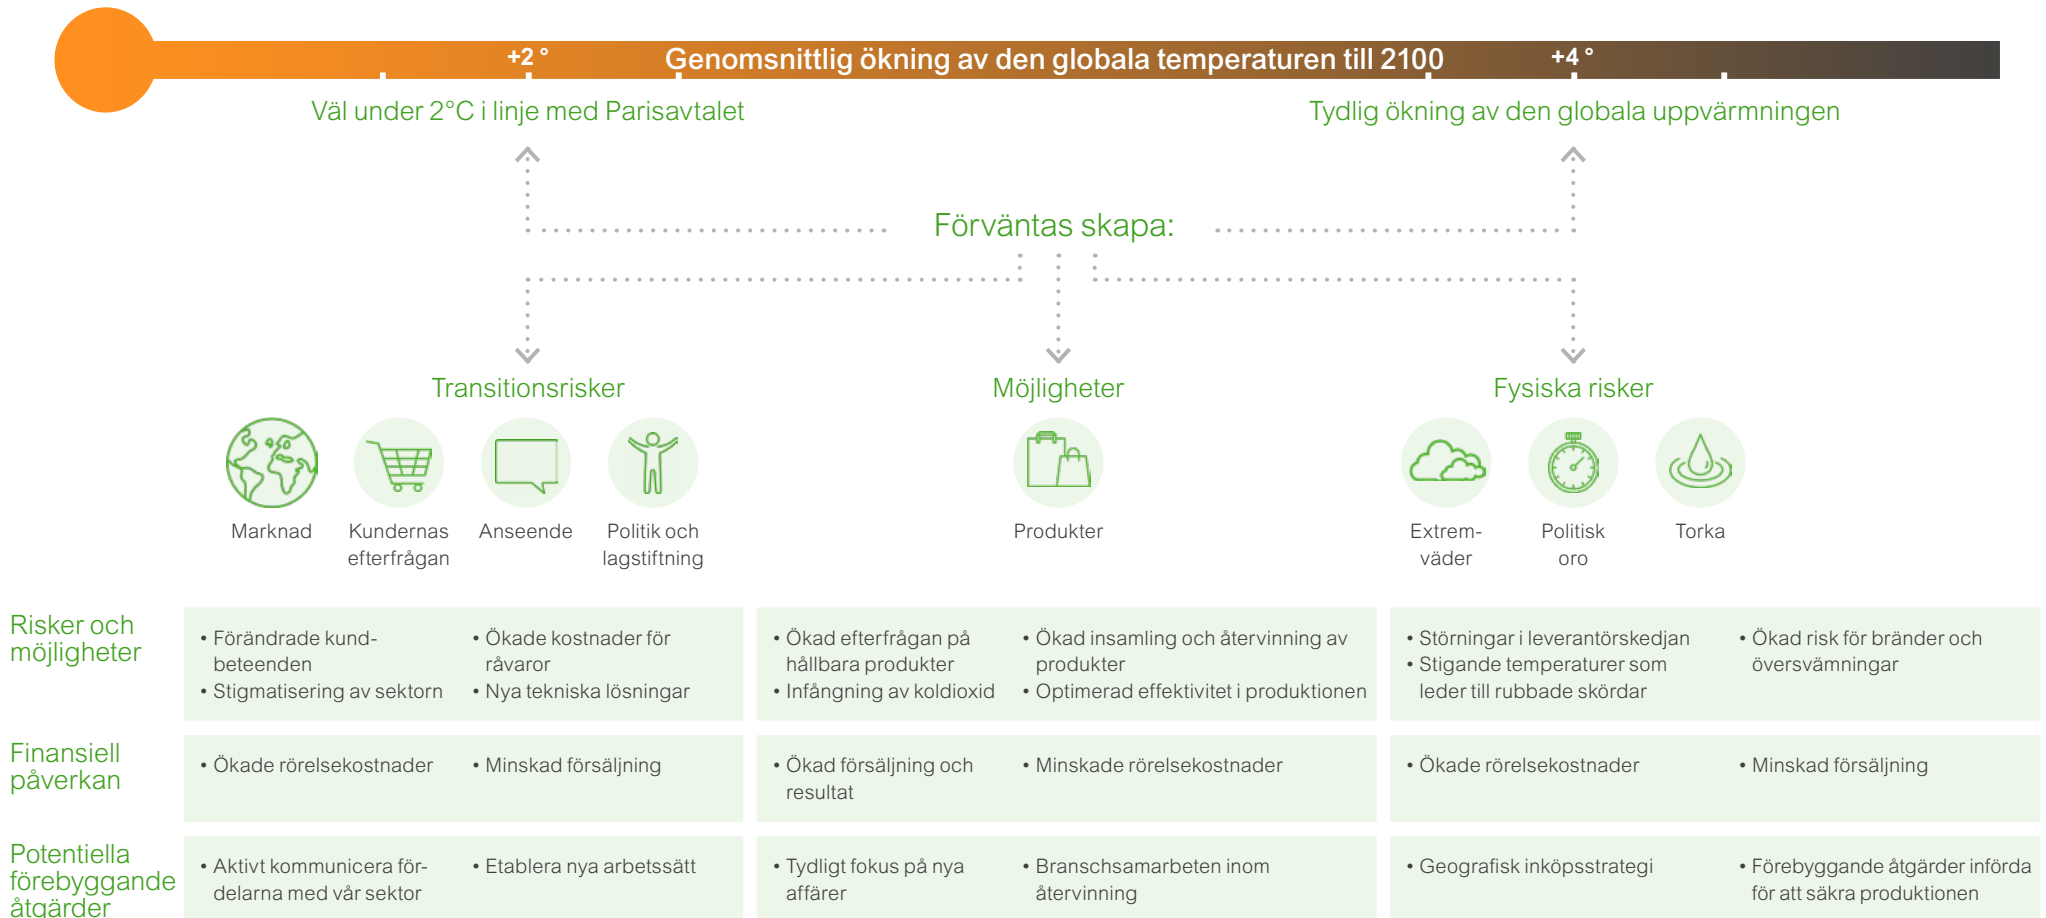 +2 °
Genomsnittlig ökning av den globala temperaturen till 2100
+4 °
Väl under 2°C i linje med Parisavtalet
Tydlig ökning av den globala uppvärmningen
Förväntas skapa:
Transitionsrisker
Möjligheter
Fysiska risker
Marknad
Kundernas
efterfrågan
Anseende
Politik och
lagstiftning
Produkter
Extrem-
väder
Politisk
oro
Torka
Risker och
möjligheter
• Förändrade kund-
beteenden
• Stigmatisering av sektorn
• Ökade kostnader för
råvaror
• Nya tekniska lösningar
• Ökad efterfrågan på
hållbara produkter
• Infångning av koldioxid
• Ökad insamling och återvinning av
produkter
• Optimerad effektivitet i produktionen
• Störningar i leverantörskedjan
• Stigande temperaturer som
leder till rubbade skördar
• Ökad risk för bränder och
översvämningar
Finansiell
påverkan
• Ökade rörelsekostnader
• Minskad försäljning
• Ökad försäljning och
resultat
• Minskade rörelsekostnader
• Ökade rörelsekostnader
• Minskad försäljning
Potentiella
förebyggande
åtgärder
• Aktivt kommunicera för-
delarna med vår sektor
• Etablera nya arbetssätt
• Tydligt fokus på nya
affärer
• Branschsamarbeten inom
återvinning
• Geografisk inköpsstrategi
• Förebyggande åtgärder införda
för att säkra produktionen